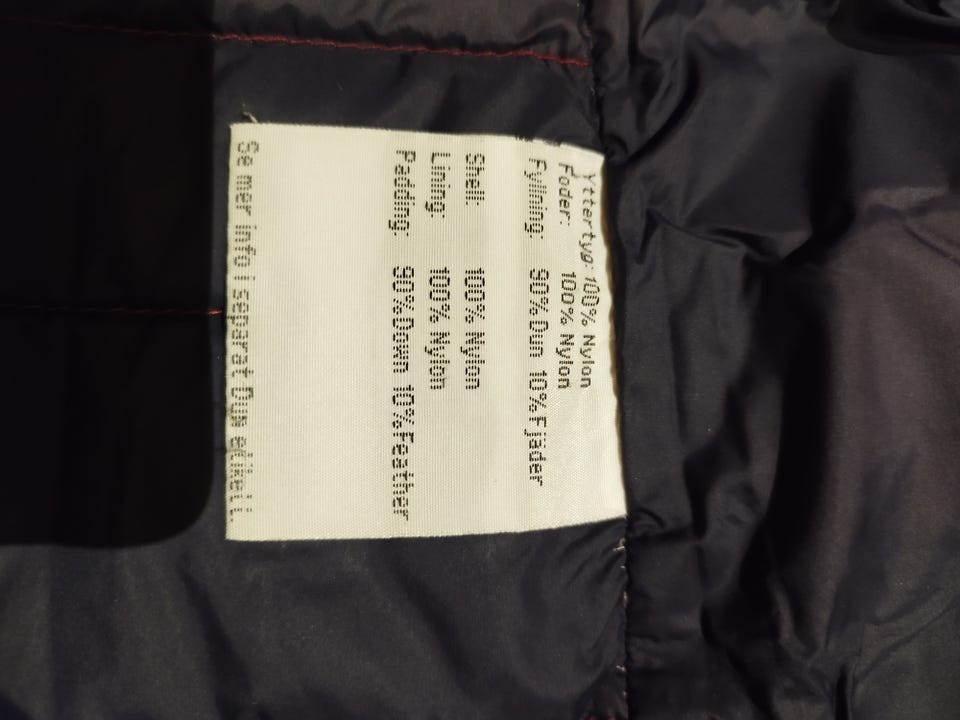 Yttertyg: 100% Nylon
Foder: 100% Nylon
Fyllning: 90% Dun 10% Fjäder
Shell: 100% Nylon
Lining: 100% Nylon
Padding: 90% Down 10% Feather
Se mer info i separat Dun etikett.